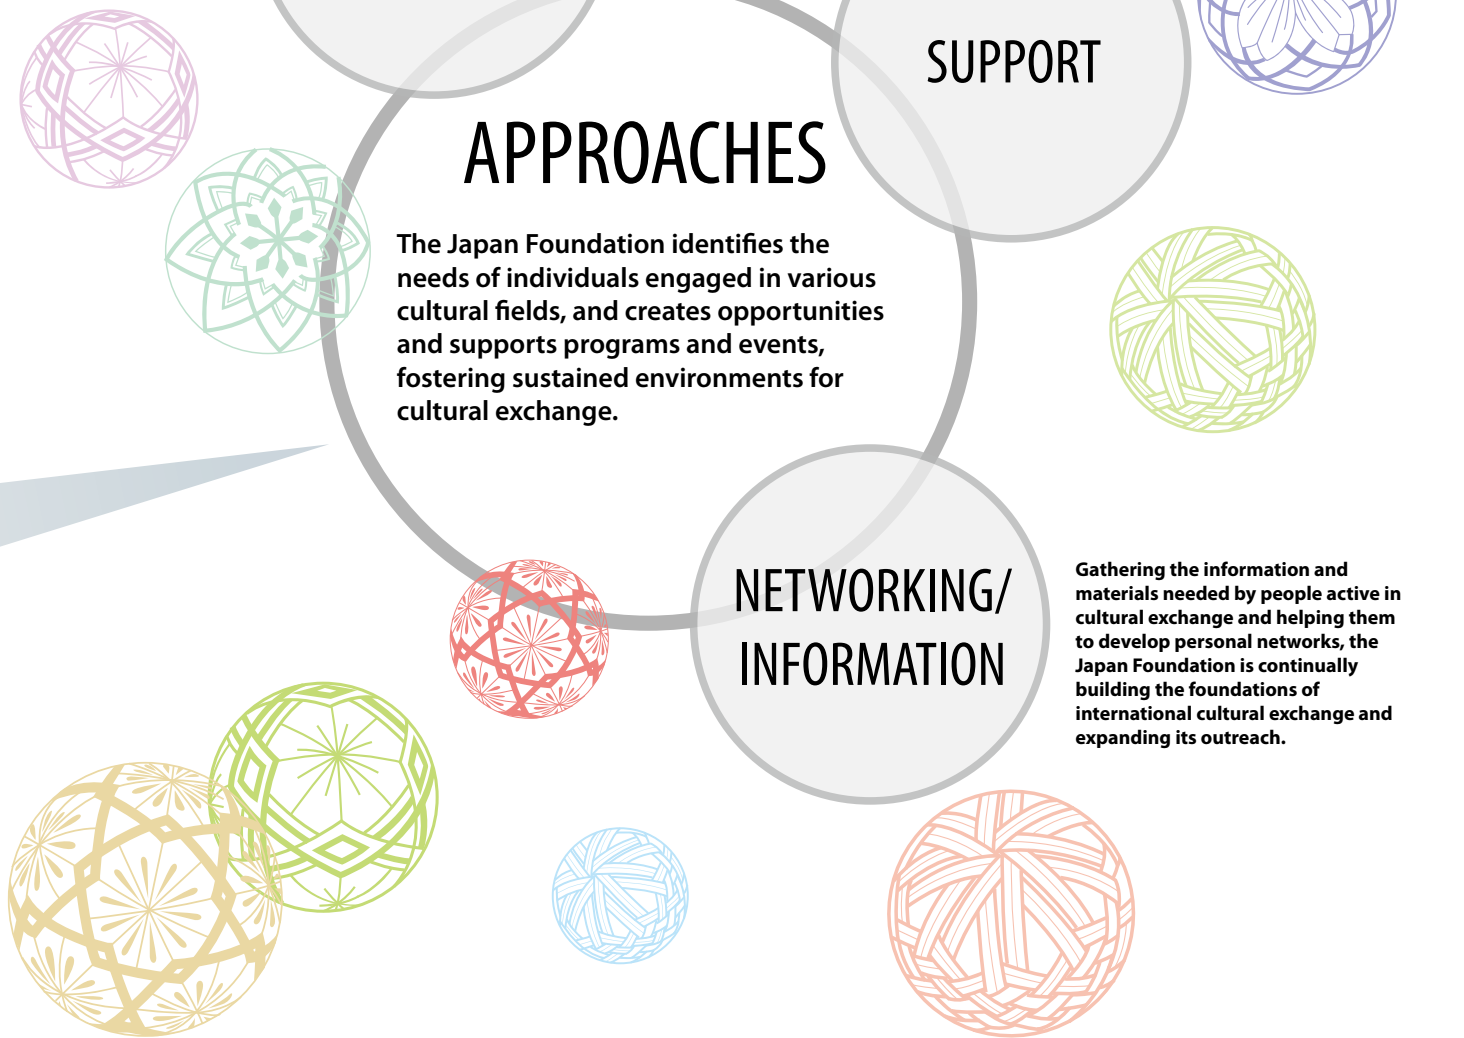 SUPPORT
APPROACHES
The Japan Foundation identifies the
needs of individuals engaged in various
cultural fields, and creates opportunities
and supports programs and events,
fostering sustained environments for
cultural exchange.
NETWORKING/
INFORMATION
Gathering the information and
materials needed by people active in
cultural exchange and helping them
to develop personal networks, the
Japan Foundation is continually
building the foundations of
international cultural exchange and
expanding its outreach.